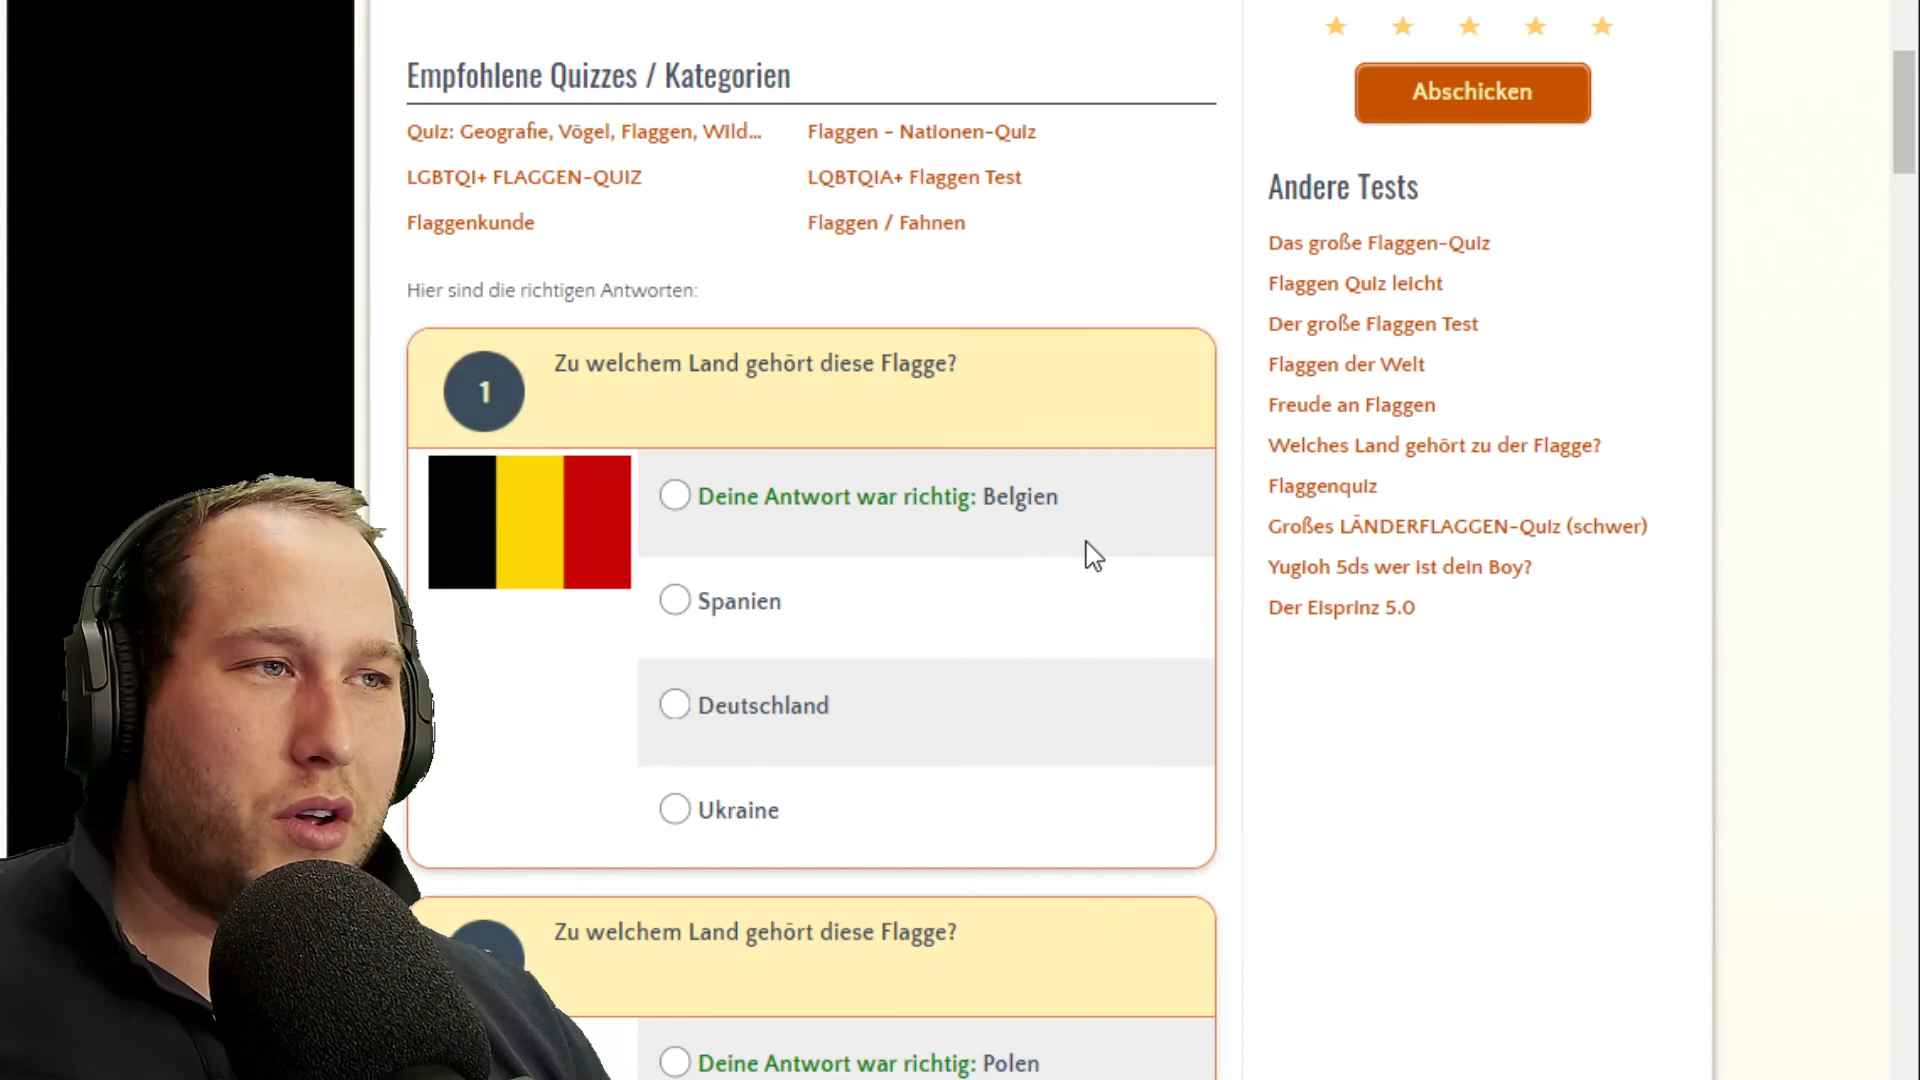 Empfohlene Quizzes / Kategorien
Quiz: Geografie, Vögel, Flaggen, Wild...
Flaggen - Nationen-Quiz
LGBTQI+ FLAGGEN-QUIZ
LQBTQIA+ Flaggen Test
Flaggenkunde
Flaggen / Fahnen
Hier sind die richtigen Antworten:
1
Zu welchem Land gehört diese Flagge?
Deine Antwort war richtig: Belgien
Spanien
Deutschland
Ukraine
Zu welchem Land gehört diese Flagge?
Deine Antwort war richtig: Polen
Abschicken
Andere Tests
Das große Flaggen-Quiz
Flaggen Quiz leicht
Der große Flaggen Test
Flaggen der Welt
Freude an Flaggen
Welches Land gehört zu der Flagge?
Flaggenquiz
Großes LÄNDERFLAGGEN-Quiz (schwer)
Yugioh 5ds wer ist dein Boy?
Der Eisprinz 5.0